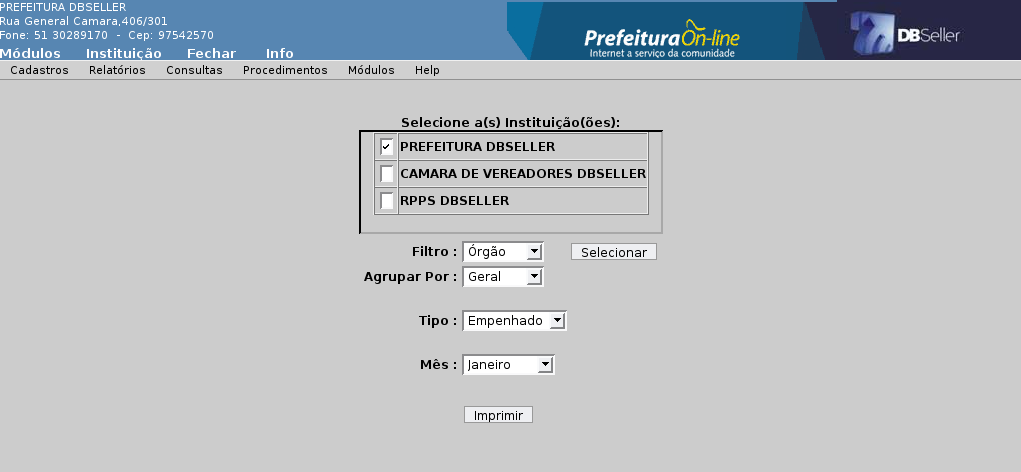 PREFEITURA DBSELLER
Rua General Camara,406/301
Fone: 51 30289170 - Cep: 97542570
Módulos Instituição Fechar Info
Prefeitura On-line
Internet a serviço da comunidade
DBSeller
Cadastros Relatórios Consultas Procedimentos Módulos Help
Selecione a(s) Instituição(ões):
PREFEITURA DBSELLER
CAMARA DE VEREADORES DBSELLER
RPPS DBSELLER
Filtro : Órgão Selecionar
Agrupar Por : Geral
Tipo : Empenhado
Mês : Janeiro
Imprimir